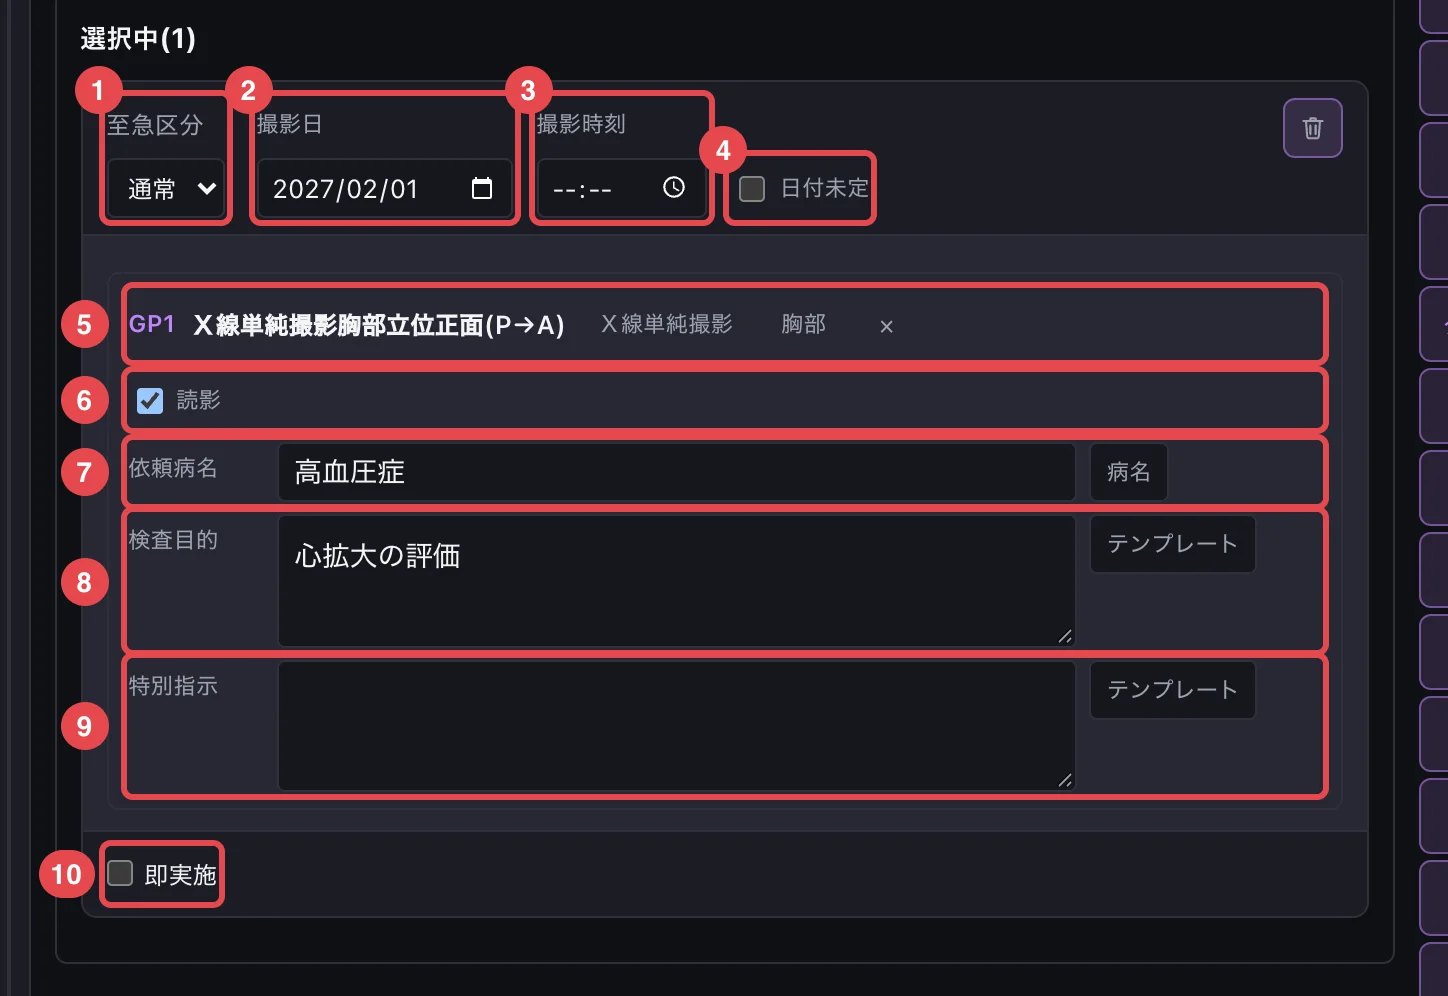 選択中(1)
1 2 3 4
至急区分 撮影日 撮影時刻
通常 2027/02/01 --:-- 日付未定
5 GP1 X線単純撮影胸部立位正面(P→A) X線単純撮影 胸部 ×
6 読影
7 依頼病名 高血圧症 病名
8 検査目的 心拡大の評価 テンプレート
9 特別指示 テンプレート
10 即実施